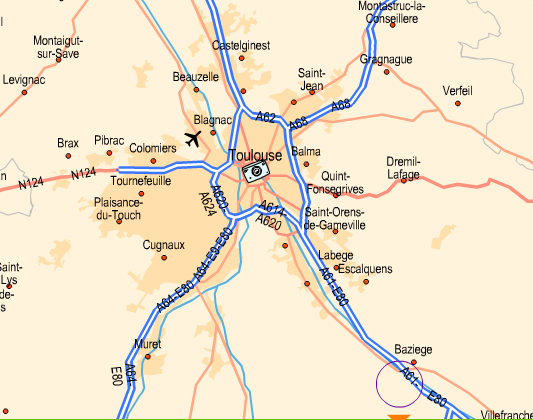 Montastruc-la-
Conseillere
Montaigut-
sur-Save
Castelginest
Gragnague
Levignac
Beauzelle
Saint-
Jean
Verfeil
A68
A62
Blagnac
A68
Brax
Pibrac
Colomiers
Toulouse
Balma
Dremil-
Lafage
N124
N124
Tournefeuille
Quint-
Fonsegrives
A620
A624
Plaisance-
du-Touch
A614
A620
Saint-Orens-
de-Gameville
Cugnaux
A64-E9-E80
Labege
Escalquens
Saint-
Lys
de-
s
A64-E80
A61-E80
Muret
Baziege
A64-
E80
A61-
E80
Villefranche